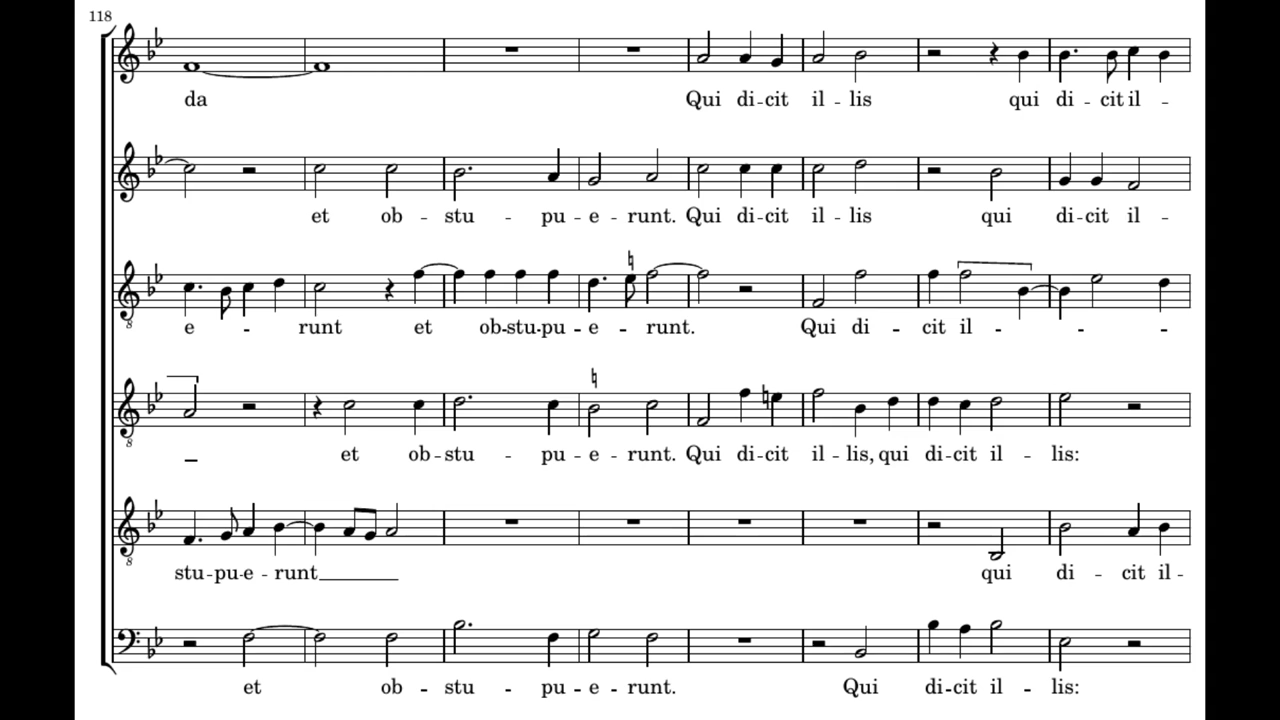 118
da Qui di - cit il - lis qui di - cit il -
et ob - stu - pu - e - runt. Qui di - cit il - lis qui di - cit il -
8
e - runt et ob - stu - pu - e - runt. Qui di - cit il - - -
8
et ob - stu - pu - e - runt. Qui di - cit il - lis, qui di - cit il - lis:
8
stu - pu - e - runt qui di - cit il -
et ob - stu - pu - e - runt. Qui di - cit il - lis: